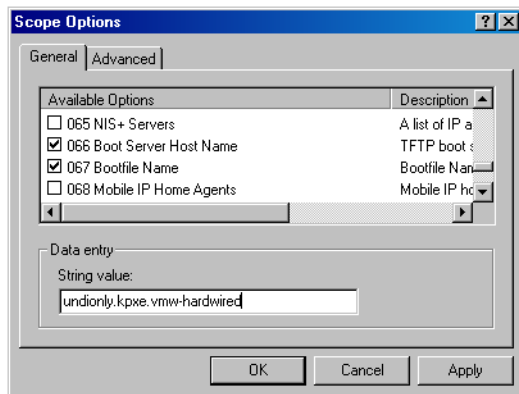 Scope Options
General Advanced
Available Options Description
065 NIS+ Servers A list of IP a
066 Boot Server Host Name TFTP boot s
067 Bootfile Name Bootfile Nam
068 Mobile IP Home Agents Mobile IP ho
Data entry
String value:
undionly.kpxe.vmw-hardwired
OK Cancel Apply